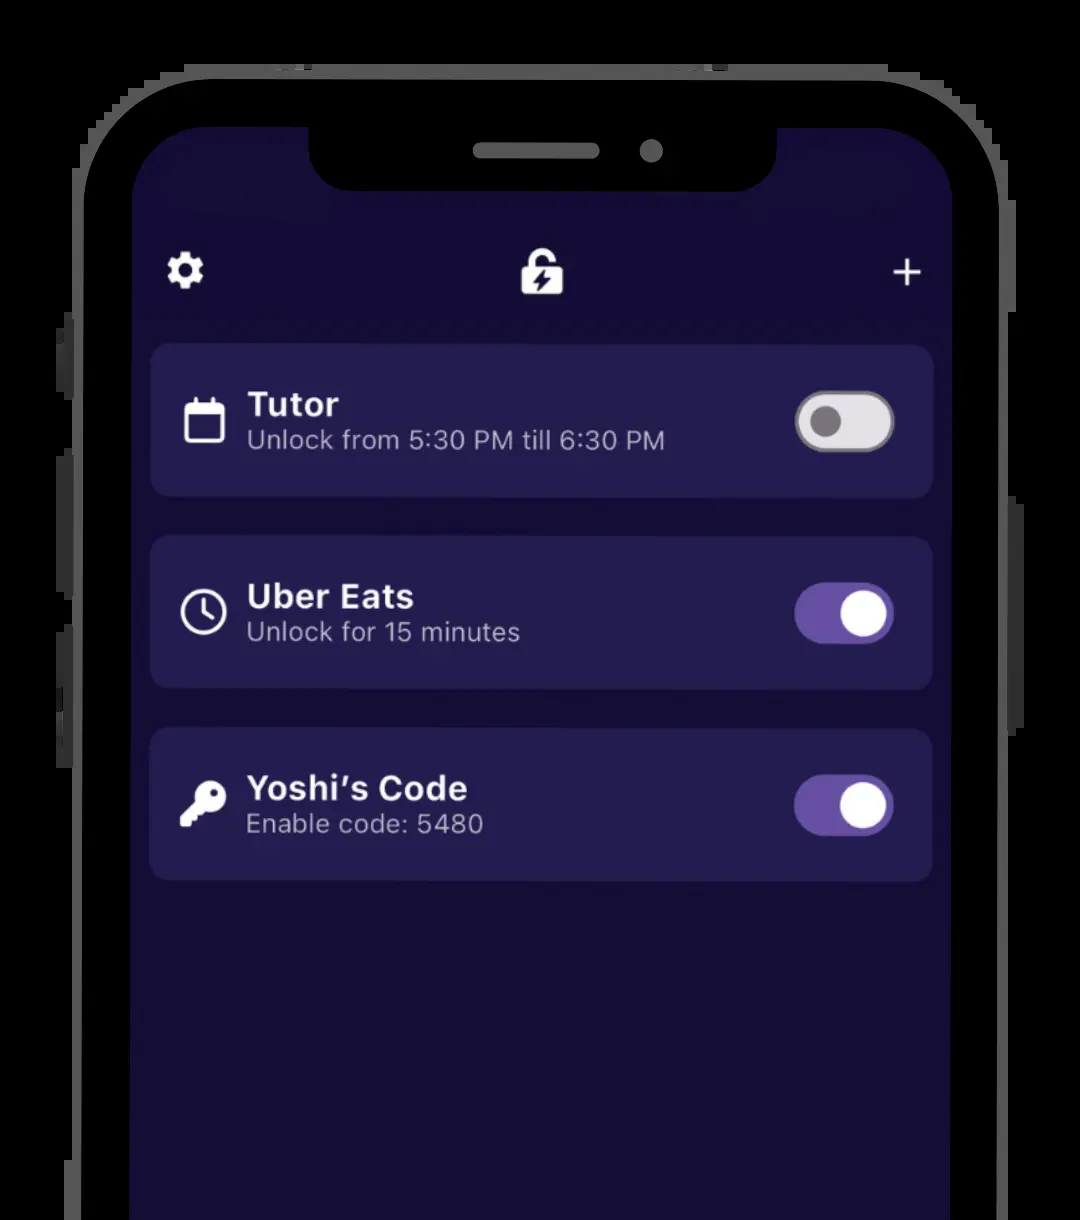 Tutor
Unlock from 5:30 PM till 6:30 PM
Uber Eats
Unlock for 15 minutes
Yoshi’s Code
Enable code: 5480